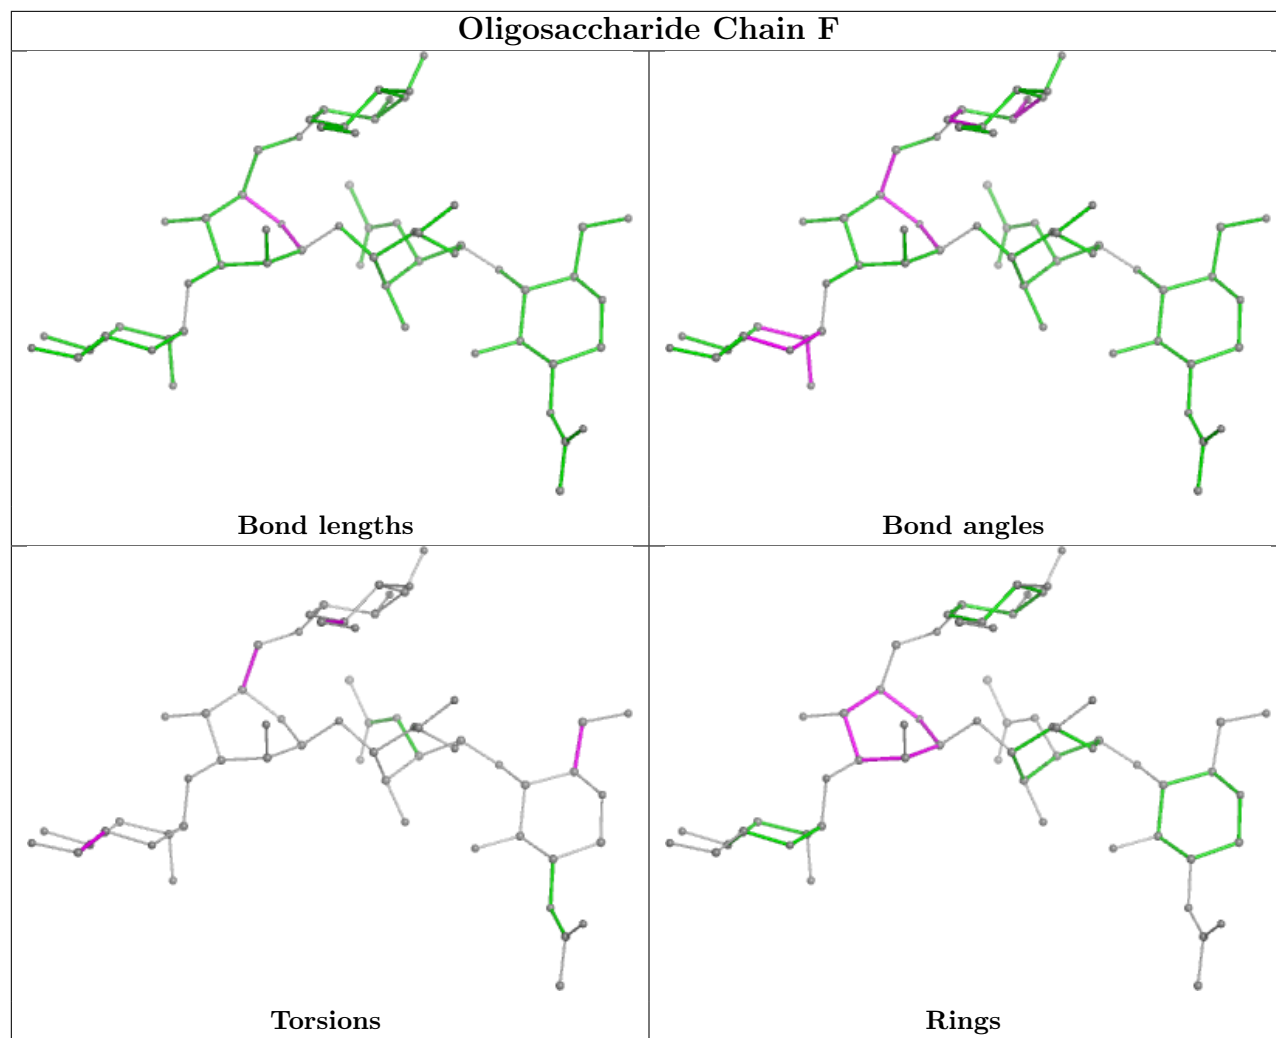 Oligosaccharide Chain F
Bond lengths
Bond angles
Torsions
Rings